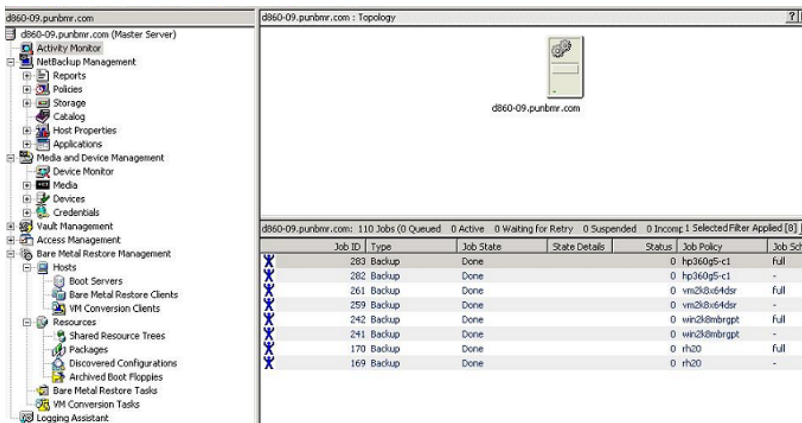 d860-09.punbmr.com
d860-09.punbmr.com (Master Server)
Activity Monitor
NetBackup Management
Reports
Policies
Storage
Catalog
Host Properties
Applications
Media and Device Management
Device Monitor
Media
Devices
Credentials
Vault Management
Access Management
Bare Metal Restore Management
Hosts
Boot Servers
Bare Metal Restore Clients
VM Conversion Clients
Resources
Shared Resource Trees
Packages
Discovered Configurations
Archived Boot Floppies
Bare Metal Restore Tasks
VM Conversion Tasks
Logging Assistant
d860-09.punbmr.com : Topology
d860-09.punbmr.com
d860-09.punbmr.com: 110 Jobs (0 Queued 0 Active 0 Waiting for Retry 0 Suspended 0 Incomp 1 Selected Filter Applied [8]
Job ID Type Job State State Details Status Job Policy Job Sch
283 Backup Done 0 hp360g5-c1 full
282 Backup Done 0 hp360g5-c1 -
261 Backup Done 0 vm2k8x64dsr full
259 Backup Done 0 vm2k8x64dsr -
242 Backup Done 0 win2k8mbrgpt full
241 Backup Done 0 win2k8mbrgpt -
170 Backup Done 0 rh20 full
169 Backup Done 0 rh20 -